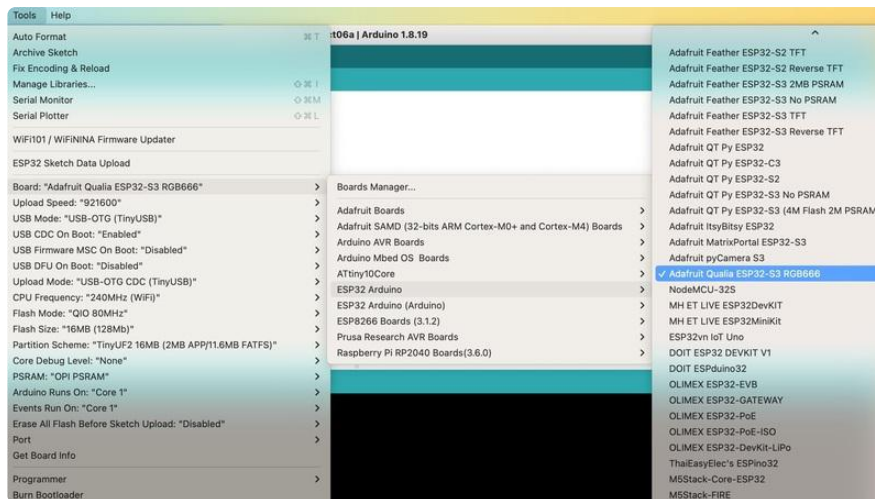 Tools Help
Auto Format ⌘ T
Archive Sketch
Fix Encoding & Reload
Manage Libraries... ⇧ ⌘ I
Serial Monitor ⇧ ⌘ M
Serial Plotter ⇧ ⌘ L
WiFi101 / WiFiNINA Firmware Updater
ESP32 Sketch Data Upload
Board: "Adafruit Qualia ESP32-S3 RGB666"
Upload Speed: "921600"
USB Mode: "USB-OTG (TinyUSB)"
USB CDC On Boot: "Enabled"
USB Firmware MSC On Boot: "Disabled"
USB DFU On Boot: "Disabled"
Upload Mode: "USB-OTG CDC (TinyUSB)"
CPU Frequency: "240MHz (WiFi)"
Flash Mode: "QIO 80MHz"
Flash Size: "16MB (128Mb)"
Partition Scheme: "TinyUF2 16MB (2MB APP/11.6MB FATFS)"
Core Debug Level: "None"
PSRAM: "OPI PSRAM"
Arduino Runs On: "Core 1"
Events Run On: "Core 1"
Erase All Flash Before Sketch Upload: "Disabled"
Port
Get Board Info
Programmer
Burn Bootloader
t06a | Arduino 1.8.19
Boards Manager...
Adafruit Boards
Adafruit SAMD (32-bits ARM Cortex-M0+ and Cortex-M4) Boards
Arduino AVR Boards
Arduino Mbed OS Boards
ATtiny10Core
ESP32 Arduino
ESP32 Arduino (Arduino)
ESP8266 Boards (3.1.2)
Prusa Research AVR Boards
Raspberry Pi RP2040 Boards(3.6.0)
Adafruit Feather ESP32-S2 TFT
Adafruit Feather ESP32-S2 Reverse TFT
Adafruit Feather ESP32-S3 2MB PSRAM
Adafruit Feather ESP32-S3 No PSRAM
Adafruit Feather ESP32-S3 TFT
Adafruit Feather ESP32-S3 Reverse TFT
Adafruit QT Py ESP32
Adafruit QT Py ESP32-C3
Adafruit QT Py ESP32-S2
Adafruit QT Py ESP32-S3 No PSRAM
Adafruit QT Py ESP32-S3 (4M Flash 2M PSRAM
Adafruit ItsyBitsy ESP32
Adafruit MatrixPortal ESP32-S3
Adafruit pyCamera S3
✓ Adafruit Qualia ESP32-S3 RGB666
NodeMCU-32S
MH ET LIVE ESP32DevKIT
MH ET LIVE ESP32MiniKit
ESP32vn IoT Uno
DOIT ESP32 DEVKIT V1
DOIT ESPduino32
OLIMEX ESP32-EVB
OLIMEX ESP32-GATEWAY
OLIMEX ESP32-PoE
OLIMEX ESP32-PoE-ISO
OLIMEX ESP32-DevKit-LiPo
ThaiEasyElec's ESPino32
M5Stack-Core-ESP32
M5Stack-FIRE